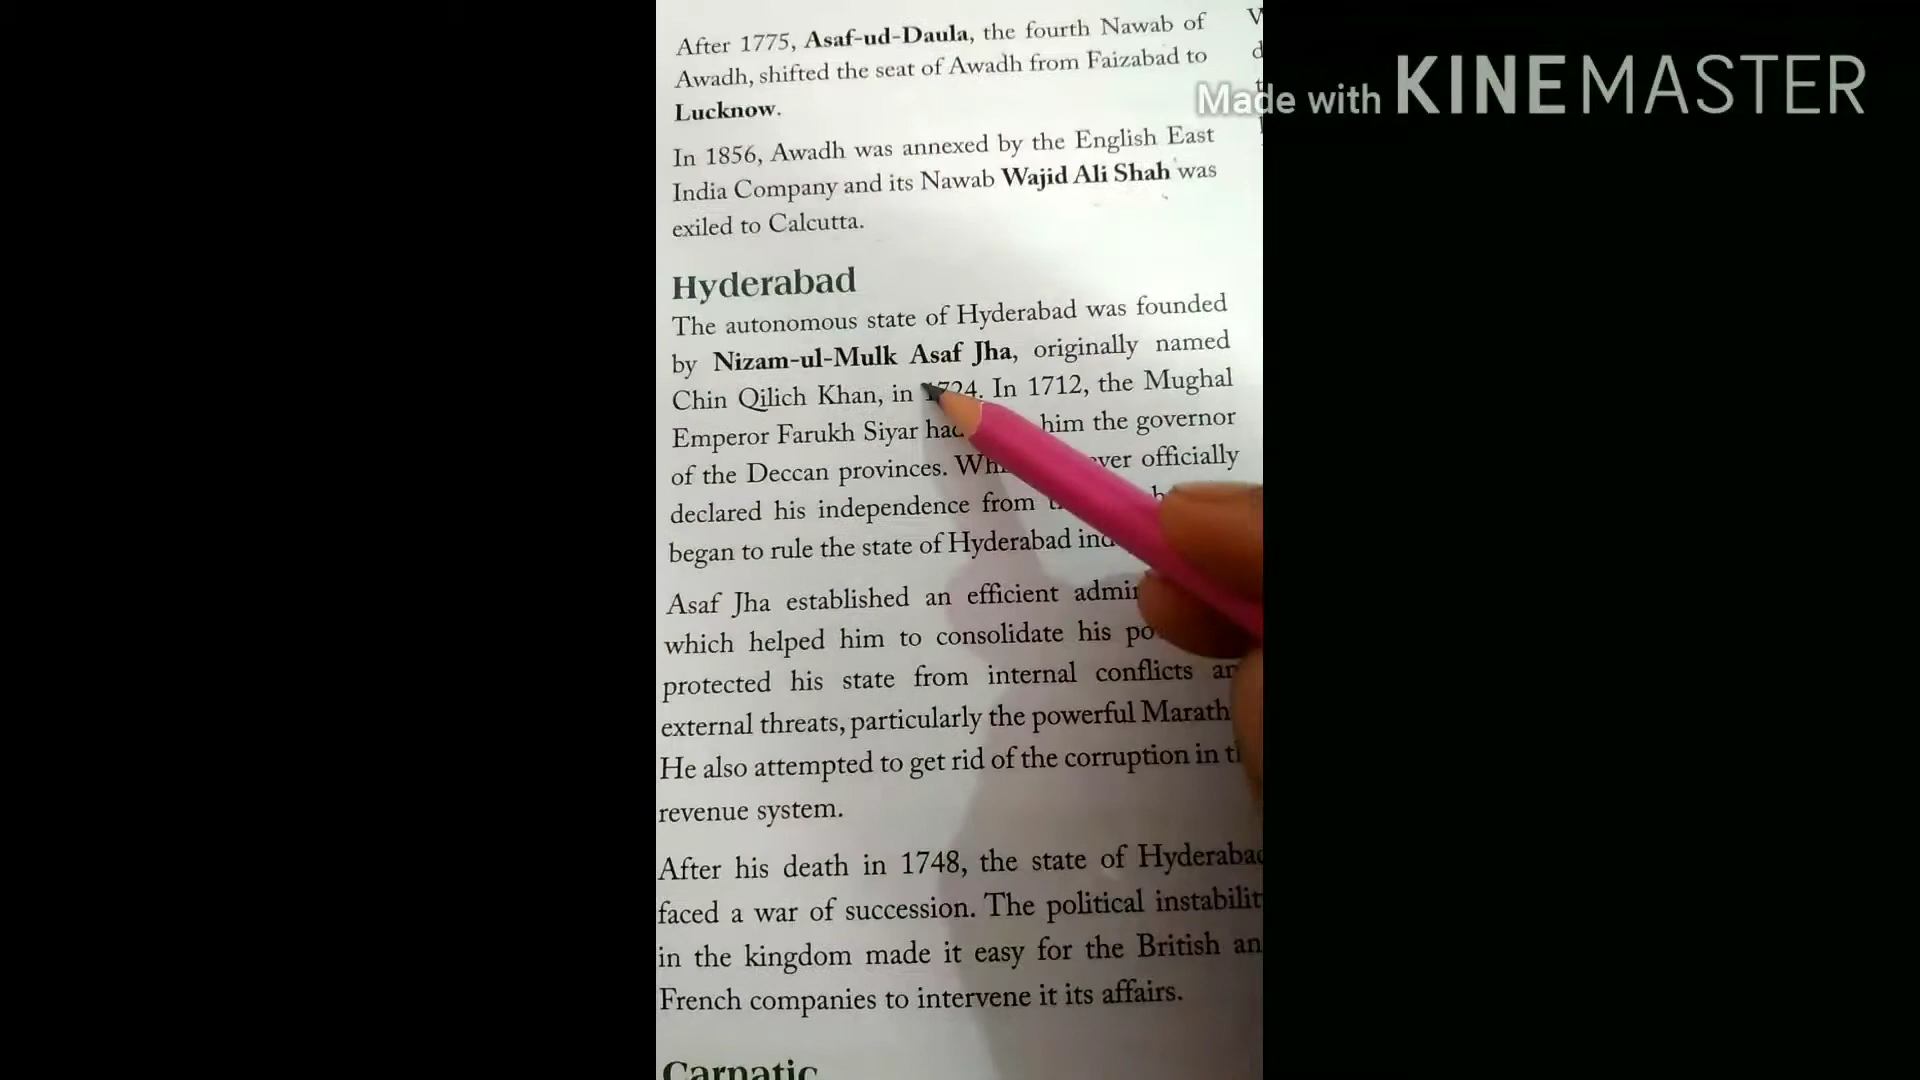 After 1775, Asaf-ud-Daula, the fourth Nawab of
Awadh, shifted the seat of Awadh from Faizabad to
Lucknow.
In 1856, Awadh was annexed by the English East
India Company and its Nawab Wajid Ali Shah was
exiled to Calcutta.
Hyderabad
The autonomous state of Hyderabad was founded
by Nizam-ul-Mulk Asaf Jha, originally named
Chin Qilich Khan, in 1724. In 1712, the Mughal
Emperor Farukh Siyar him the governor
of the Deccan provinces. officially
declared his independence from
began to rule the state of Hyderabad
Asaf Jha established an efficient
which helped him to consolidate his
protected his state from internal conflicts
external threats, particularly the powerful
He also attempted to get rid of the corruption in
revenue system.
After his death in 1748, the state of Hyderabad
faced a war of succession. The political
in the kingdom made it easy for the British
French companies to intervene it its affairs.
Carnatic
Made with KINEMASTER